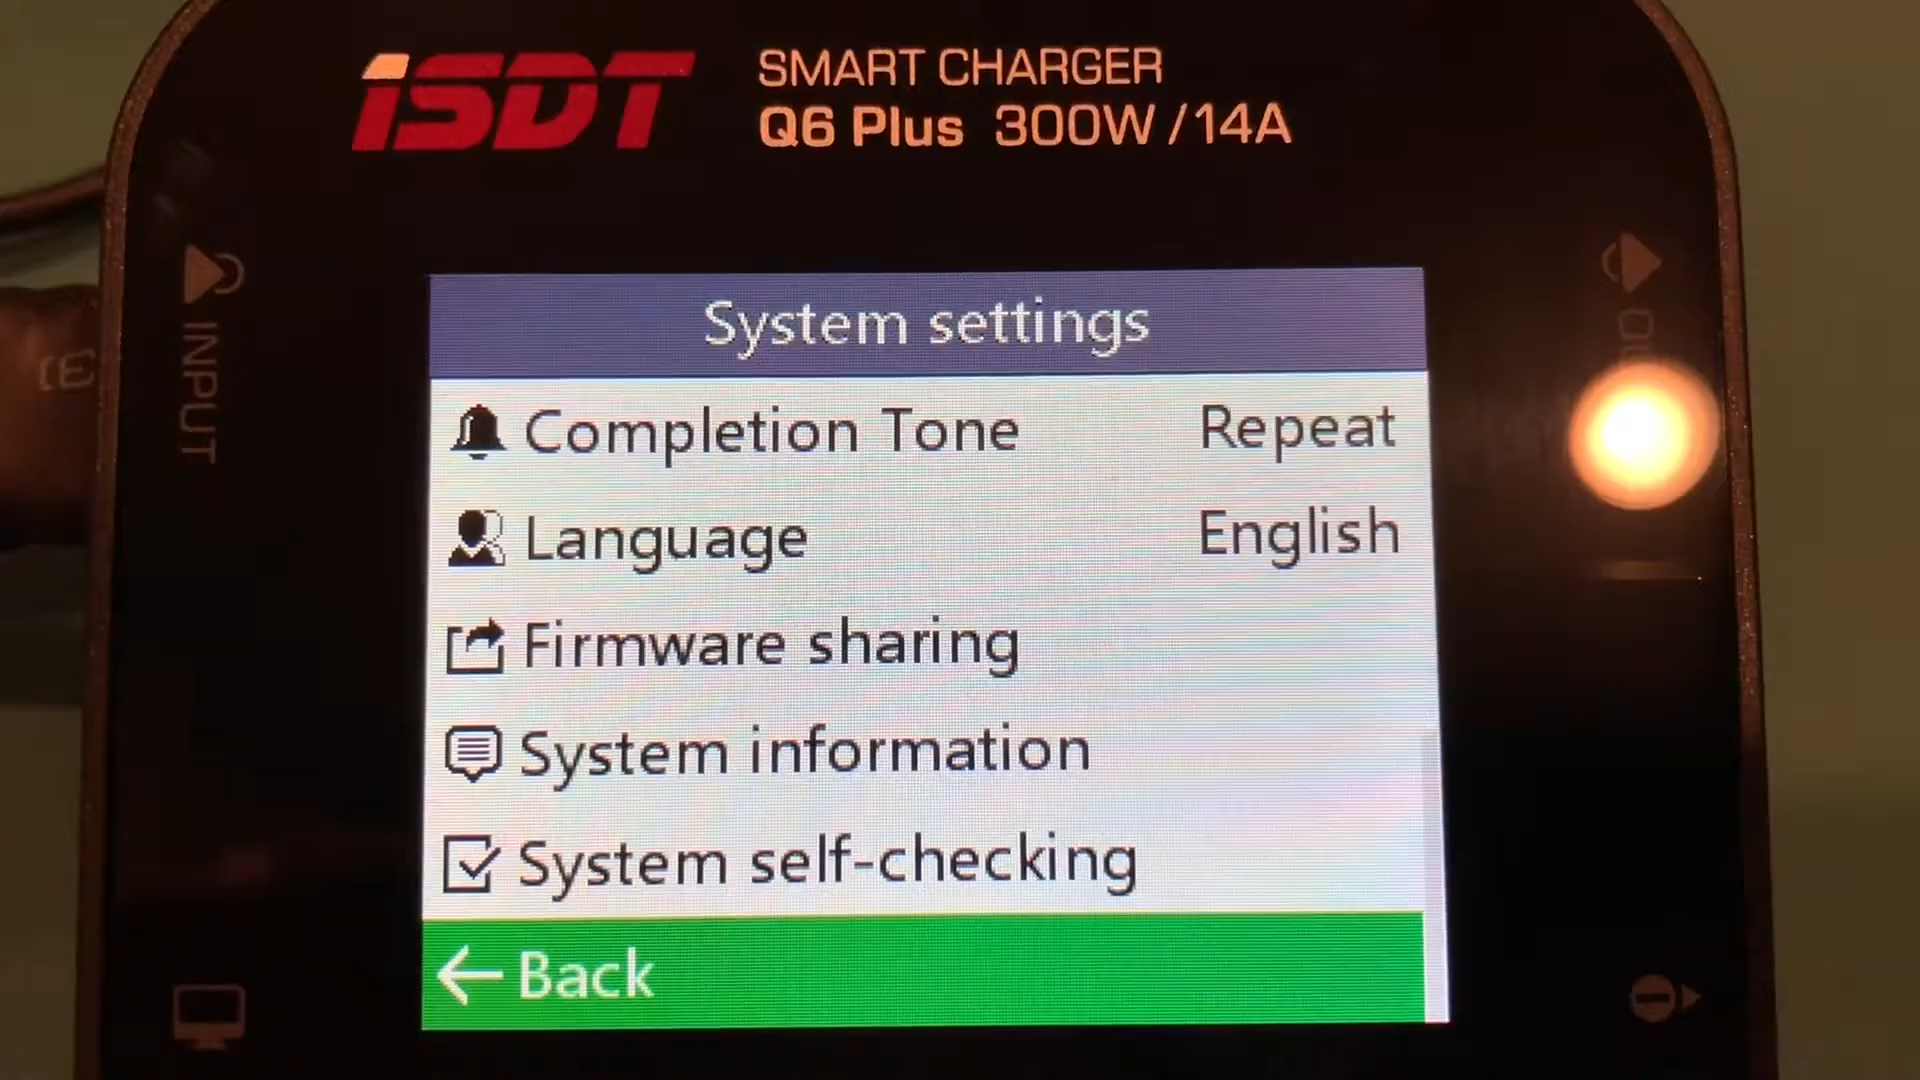 iSDT
SMART CHARGER
Q6 Plus 300W/14A
INPUT
System settings
Completion Tone Repeat
Language English
Firmware sharing
System information
System self-checking
Back